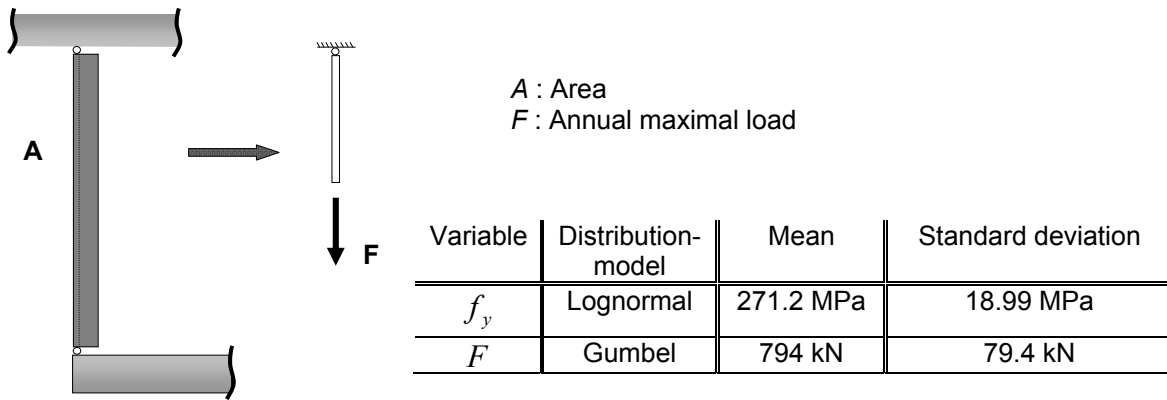 A : Area
F : Annual maximal load
A
F
Variable Distribution- Mean Standard deviation
model
f_y Lognormal 271.2 MPa 18.99 MPa
F Gumbel 794 kN 79.4 kN